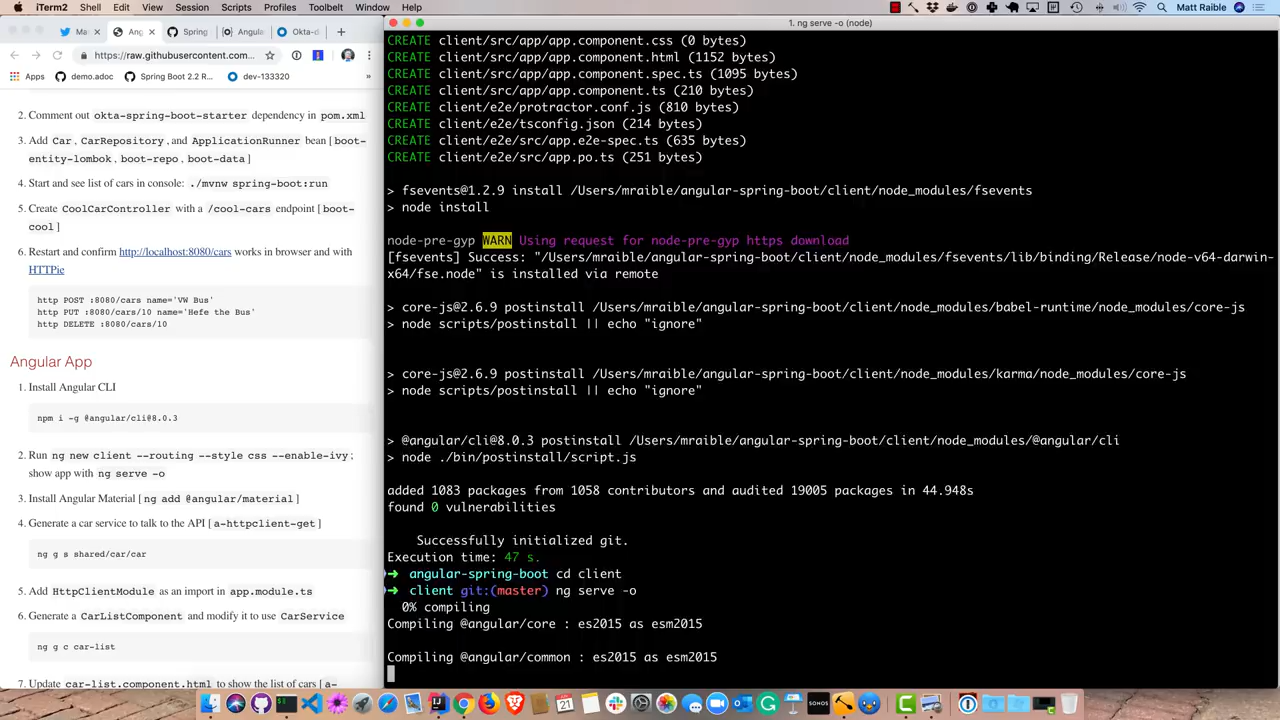 iTerm2 Shell Edit View Session Scripts Profiles Toolbelt Window Help
Matt Raible
Ma
Ang
Spring
Angula
Okta-d
1. ng serve -o (node)
https://raw.githubusercontent.com...
Apps
demo.adoc
Spring Boot 2.2 R...
dev-133320
»
2. Comment out okta-spring-boot-starter dependency in pom.xml
3. Add Car, CarRepository, and ApplicationRunner bean [boot-
entity-lombok, boot-repo, boot-data]
4. Start and see list of cars in console: ./mvnw spring-boot:run
5. Create CoolCarController with a /cool-cars endpoint [boot-
cool]
6. Restart and confirm http://localhost:8080/cars works in browser and with
HTTPie
http POST :8080/cars name='VW Bus'
http PUT :8080/cars/10 name='Hefe the Bus'
http DELETE :8080/cars/10
Angular App
1. Install Angular CLI
npm i -g @angular/cli@8.0.3
2. Run ng new client --routing --style css --enable-ivy;
show app with ng serve -o
3. Install Angular Material [ng add @angular/material]
4. Generate a car service to talk to the API [a-httpclient-get]
ng g s shared/car/car
5. Add HttpClientModule as an import in app.module.ts
6. Generate a CarListComponent and modify it to use CarService
ng g c car-list
7. Update car-list.component.html to show the list of cars [a-
CREATE client/src/app/app.component.css (0 bytes)
CREATE client/src/app/app.component.html (1152 bytes)
CREATE client/src/app/app.component.spec.ts (1095 bytes)
CREATE client/src/app/app.component.ts (210 bytes)
CREATE client/e2e/protractor.conf.js (810 bytes)
CREATE client/e2e/tsconfig.json (214 bytes)
CREATE client/e2e/src/app.e2e-spec.ts (635 bytes)
CREATE client/e2e/src/app.po.ts (251 bytes)
> fsevents@1.2.9 install /Users/mraible/angular-spring-boot/client/node_modules/fsevents
> node install
node-pre-gyp WARN Using request for node-pre-gyp https download
[fsevents] Success: "/Users/mraible/angular-spring-boot/client/node_modules/fsevents/lib/binding/Release/node-v64-darwin-
x64/fse.node" is installed via remote
> core-js@2.6.9 postinstall /Users/mraible/angular-spring-boot/client/node_modules/babel-runtime/node_modules/core-js
> node scripts/postinstall || echo "ignore"
> core-js@2.6.9 postinstall /Users/mraible/angular-spring-boot/client/node_modules/karma/node_modules/core-js
> node scripts/postinstall || echo "ignore"
> @angular/cli@8.0.3 postinstall /Users/mraible/angular-spring-boot/client/node_modules/@angular/cli
> node ./bin/postinstall/script.js
added 1083 packages from 1058 contributors and audited 19005 packages in 44.948s
found 0 vulnerabilities
Successfully initialized git.
Execution time: 47 s.
➜ angular-spring-boot cd client
➜ client git:(master) ng serve -o
0% compiling
Compiling @angular/core : es2015 as esm2015
Compiling @angular/common : es2015 as esm2015
21
SONOS